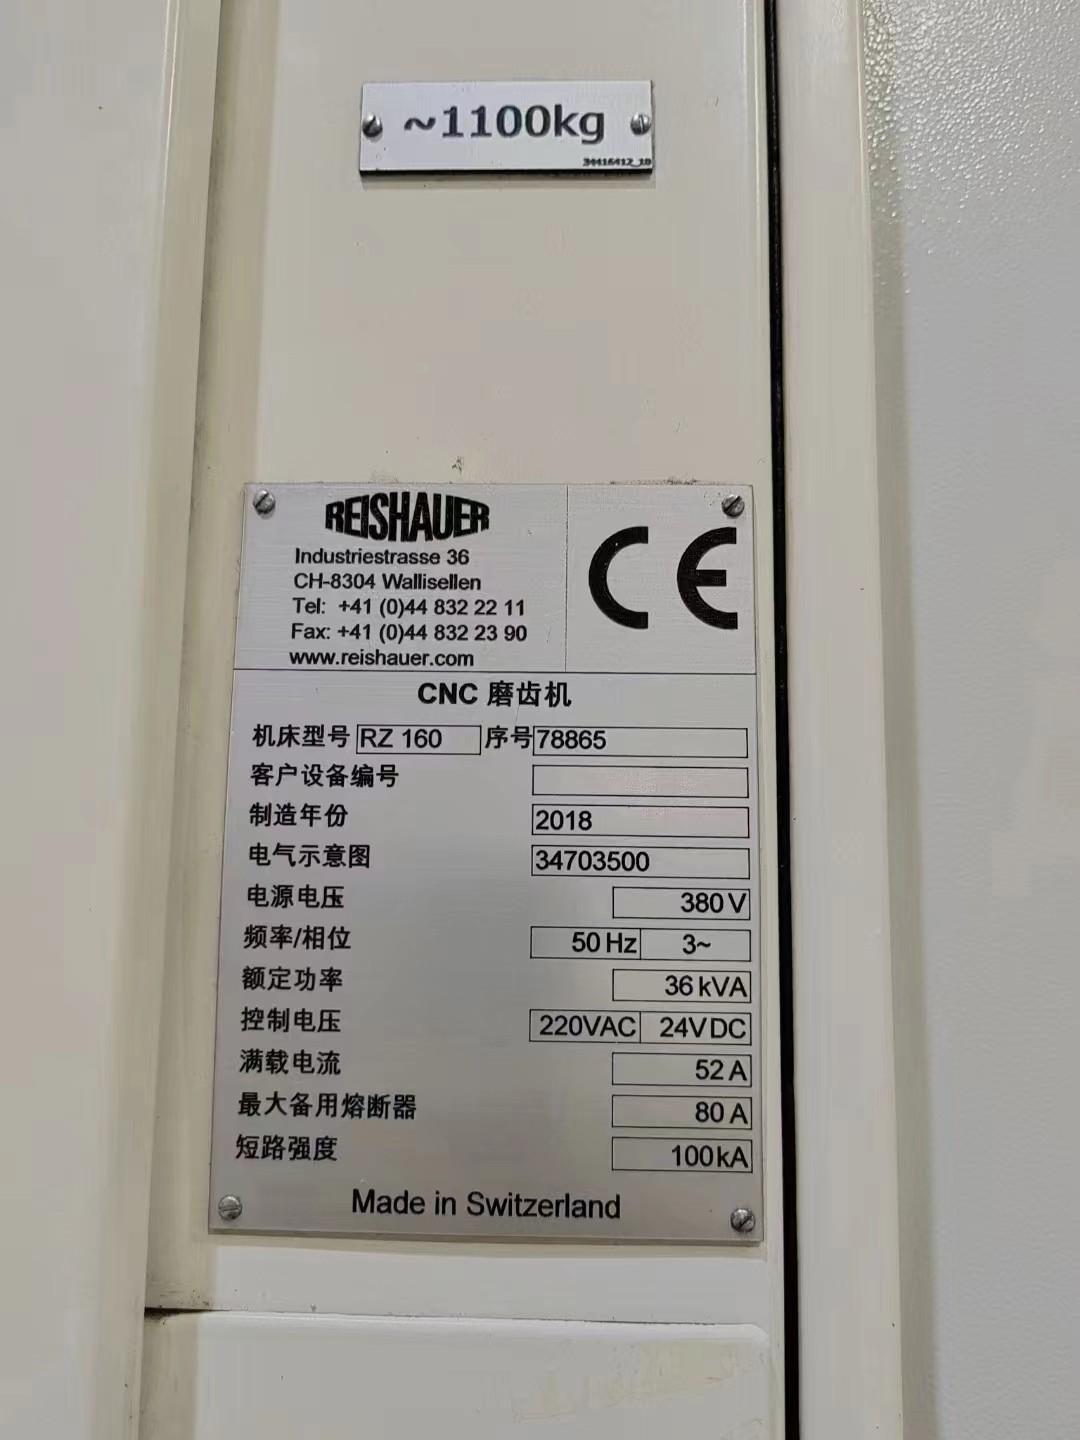 ~1100kg
34416412_10
REISHAUER
Industriestrasse 36
CH-8304 Wallisellen
Tel: +41 (0)44 832 22 11
Fax: +41 (0)44 832 23 90
www.reishauer.com
CE
CNC 磨齿机
机床型号 RZ 160 序号 78865
客户设备编号
制造年份 2018
电气示意图 34703500
电源电压 380 V
频率/相位 50 Hz 3~
额定功率 36 kVA
控制电压 220VAC 24VDC
满载电流 52 A
最大备用熔断器 80 A
短路强度 100kA
Made in Switzerland